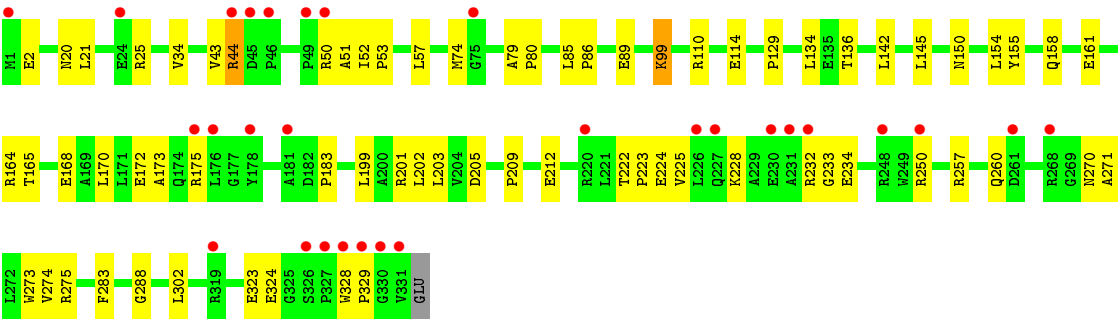 M1 E2 N20 L21 E24 R25 V34 V43 R44 D45 P46 P49 R50 A51 I52 P53 L57 M74 G75 A79 P80 L85 P86 E89 K99 R110 E114 P129 L134 E135 T136 L142 L145 N150 L154 Y155 Q158 E161
R164 T165 E168 A169 L170 L171 E172 A173 Q174 R175 L176 G177 Y178 A181 D182 P183 L199 A200 R201 L202 L203 V204 D205 P209 E212 R220 L221 T222 P223 E224 V225 L226 Q227 K228 A229 E230 A231 R232 G233 E234 R248 W249 R250 R257 Q260 D261 R268 G269 N270 A271
L272 W273 V274 R275 F283 G288 L302 R319 E323 E324 G325 S326 P327 W328 P329 G330 V331 GLU